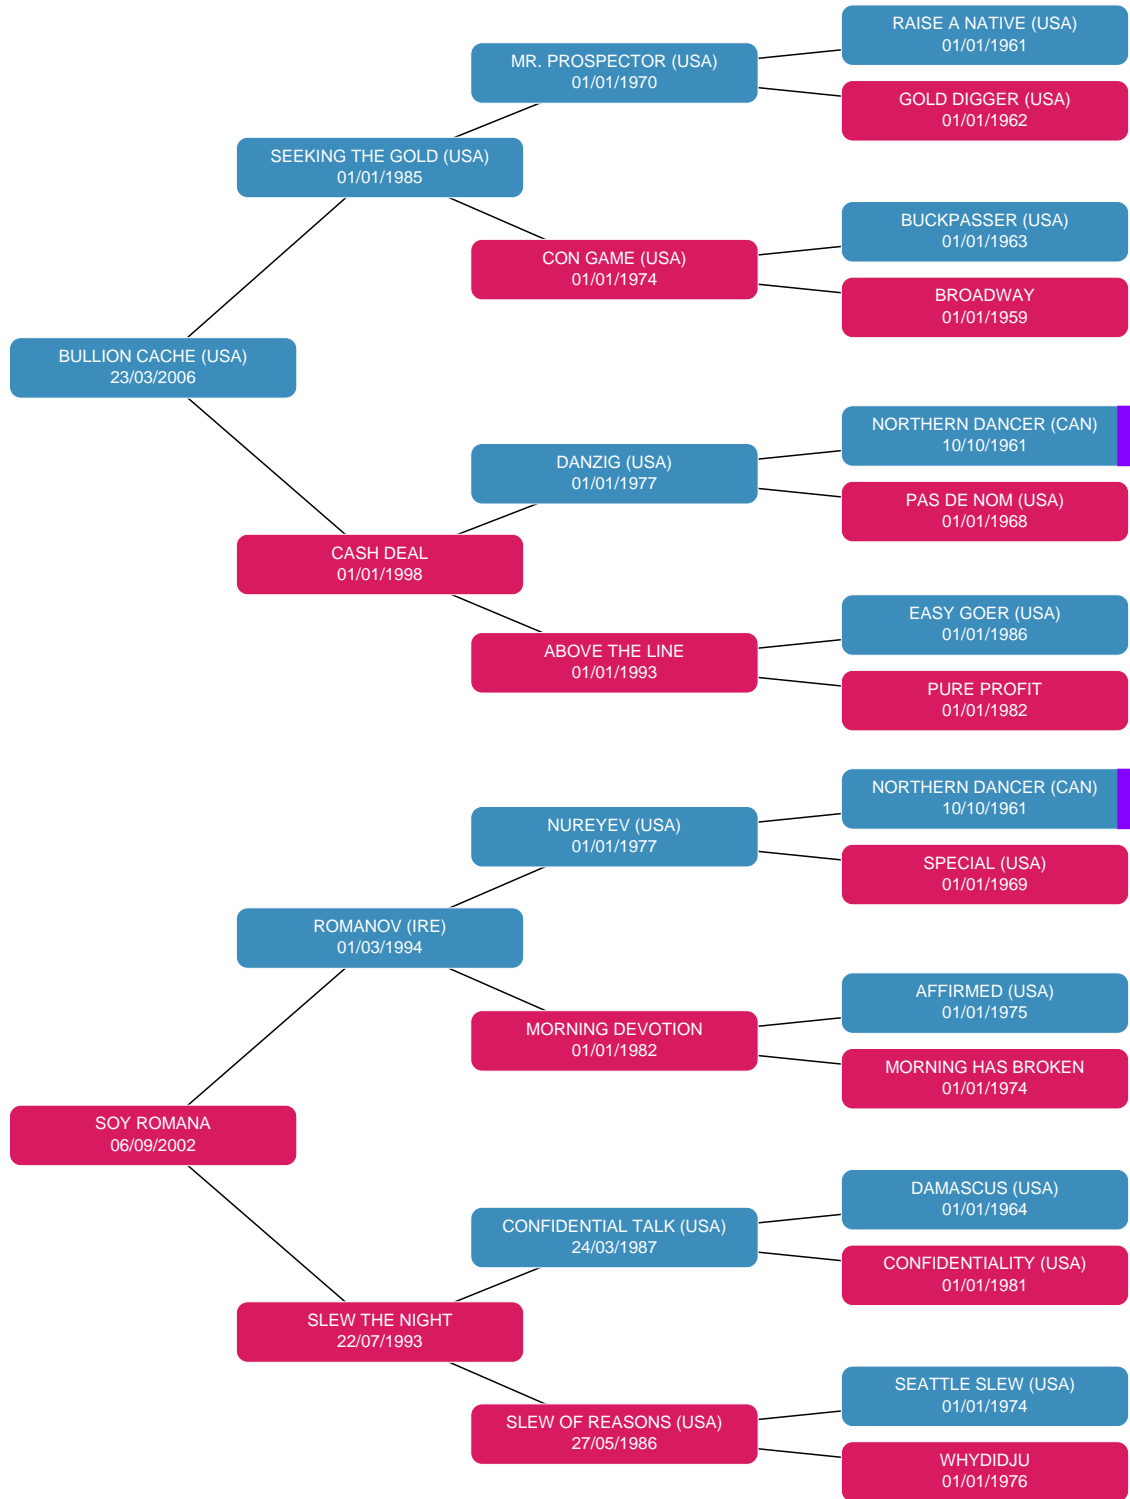 RAISE A NATIVE (USA)
01/01/1961
MR. PROSPECTOR (USA)
01/01/1970
GOLD DIGGER (USA)
01/01/1962
SEEKING THE GOLD (USA)
01/01/1985
BUCKPASSER (USA)
01/01/1963
CON GAME (USA)
01/01/1974
BROADWAY
01/01/1959
BULLION CACHE (USA)
23/03/2006
NORTHERN DANCER (CAN)
10/10/1961
DANZIG (USA)
01/01/1977
PAS DE NOM (USA)
01/01/1968
CASH DEAL
01/01/1998
EASY GOER (USA)
01/01/1986
ABOVE THE LINE
01/01/1993
PURE PROFIT
01/01/1982
NORTHERN DANCER (CAN)
10/10/1961
NUREYEV (USA)
01/01/1977
SPECIAL (USA)
01/01/1969
ROMANOV (IRE)
01/03/1994
AFFIRMED (USA)
01/01/1975
MORNING DEVOTION
01/01/1982
MORNING HAS BROKEN
01/01/1974
SOY ROMANA
06/09/2002
DAMASCUS (USA)
01/01/1964
CONFIDENTIAL TALK (USA)
24/03/1987
CONFIDENTIALITY (USA)
01/01/1981
SLEW THE NIGHT
22/07/1993
SEATTLE SLEW (USA)
01/01/1974
SLEW OF REASONS (USA)
27/05/1986
WHYDIDJU
01/01/1976